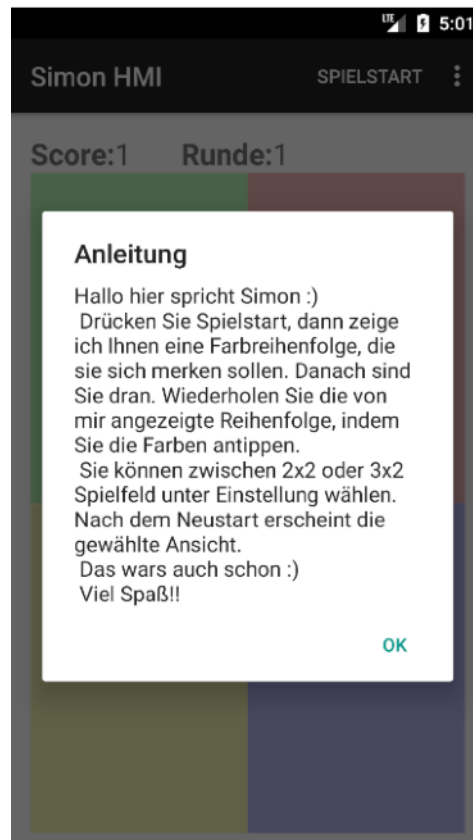 LTE 5:01
Simon HMI SPIELSTART
Score:1 Runde:1
Anleitung
Hallo hier spricht Simon :)
Drücken Sie Spielstart, dann zeige
ich Ihnen eine Farbreihenfolge, die
sie sich merken sollen. Danach sind
Sie dran. Wiederholen Sie die von
mir angezeigte Reihenfolge, indem
Sie die Farben antippen.
Sie können zwischen 2x2 oder 3x2
Spielfeld unter Einstellung wählen.
Nach dem Neustart erscheint die
gewählte Ansicht.
Das wars auch schon :)
Viel Spaß!!
OK